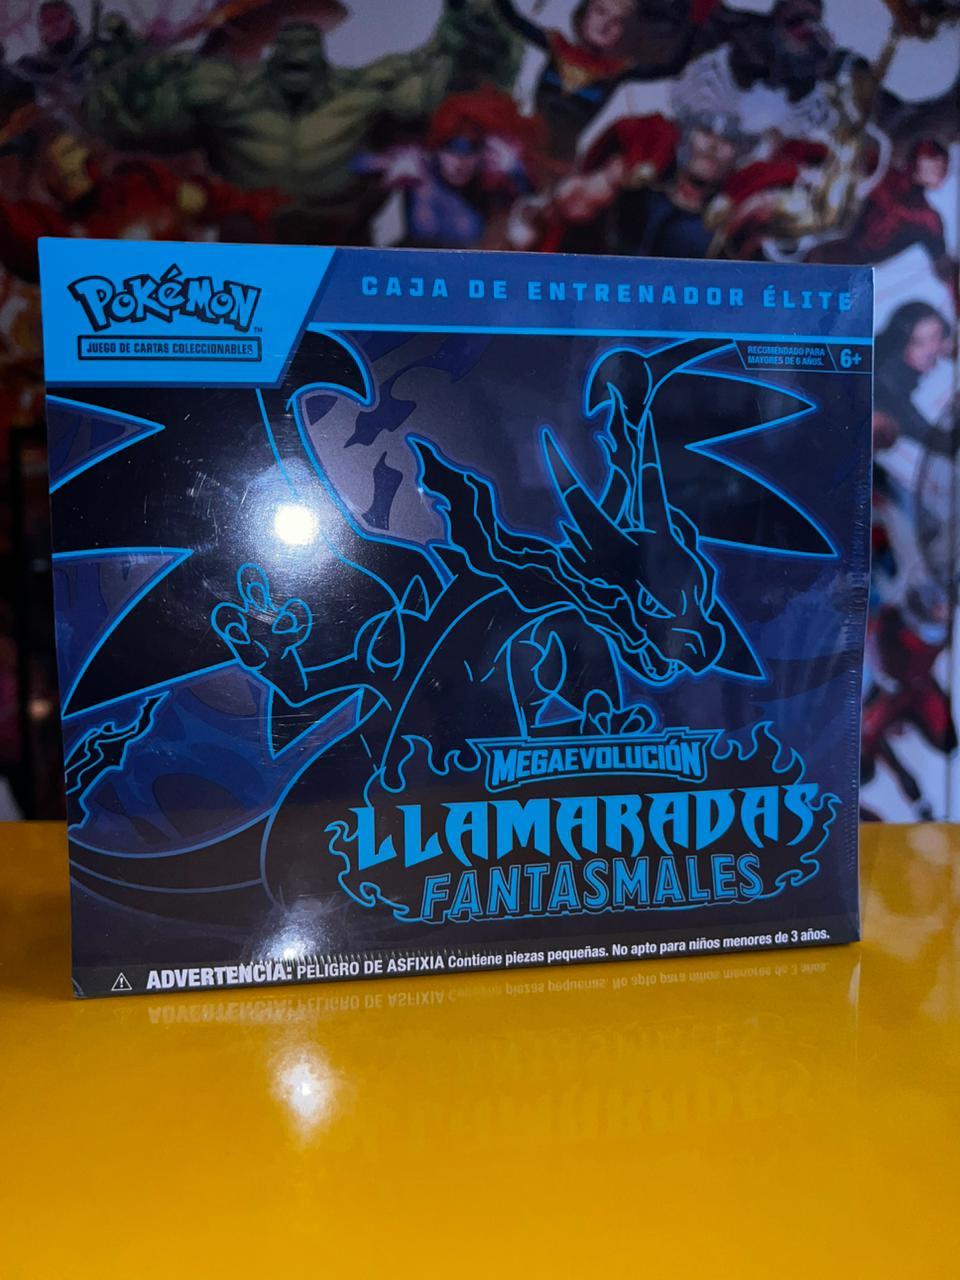 POKÉMON
TM
JUEGO DE CARTAS COLECCIONABLES
CAJA DE ENTRENADOR ÉLITE
RECOMENDADO PARA
MAYORES DE 6 AÑOS.
6+
MEGAEVOLUCIÓN
LLAMARADAS
FANTASMALES
ADVERTENCIA: PELIGRO DE ASFIXIA Contiene piezas pequeñas. No apto para niños menores de 3 años.